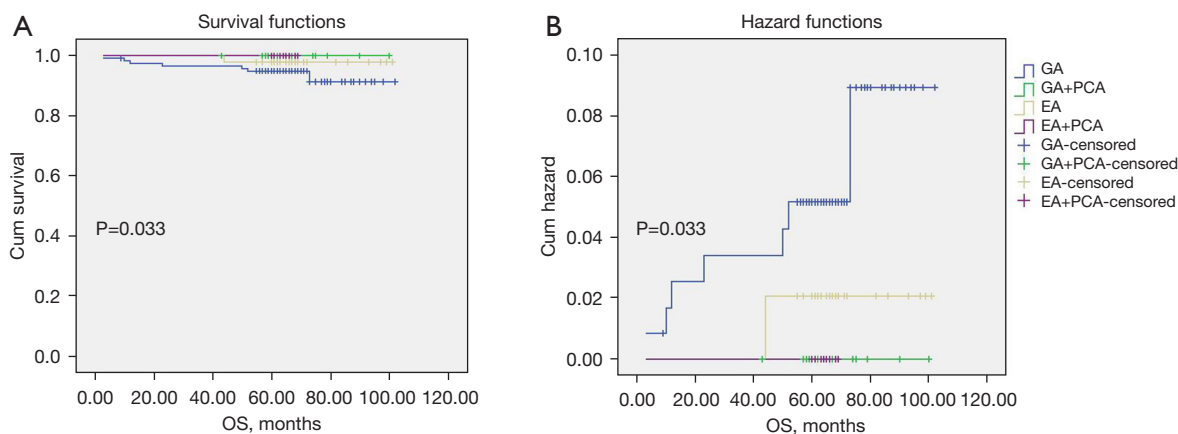 A
Survival functions
Cum survival
1.0
0.8
0.6
0.4
0.2
0.0
P=0.033
0.00 20.00 40.00 60.00 80.00 100.00 120.00
OS, months
B
Hazard functions
Cum hazard
0.10
0.08
0.06
0.04
0.02
0.00
P=0.033
0.00 20.00 40.00 60.00 80.00 100.00 120.00
OS, months
GA
GA+PCA
EA
EA+PCA
GA-censored
GA+PCA-censored
EA-censored
EA+PCA-censored